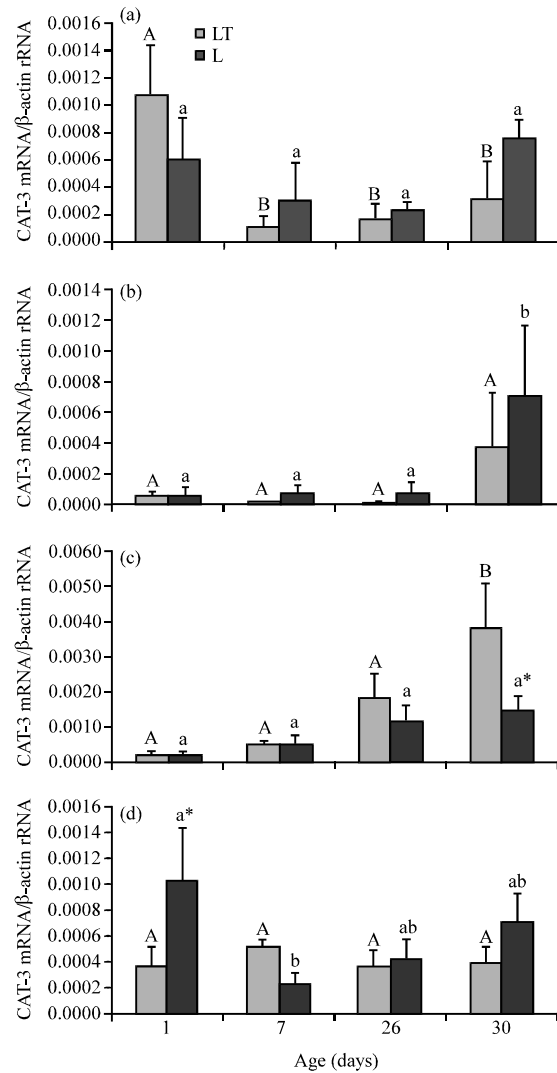 (a)
LT
L
CAT-3 mRNA/β-actin rRNA
0.0016
0.0014
0.0012
0.0010
0.0008
0.0006
0.0004
0.0002
0.0000
A a B a B a B a
(b)
CAT-3 mRNA/β-actin rRNA
0.0014
0.0012
0.0010
0.0008
0.0006
0.0004
0.0002
0.0000
A a A a A a A b
(c)
CAT-3 mRNA/β-actin rRNA
0.0060
0.0050
0.0040
0.0030
0.0020
0.0010
0.0000
A a A a A a B a*
(d)
CAT-3 mRNA/β-actin rRNA
0.0016
0.0014
0.0012
0.0010
0.0008
0.0006
0.0004
0.0002
0.0000
A a* A b A ab A ab
1 7 26 30
Age (days)